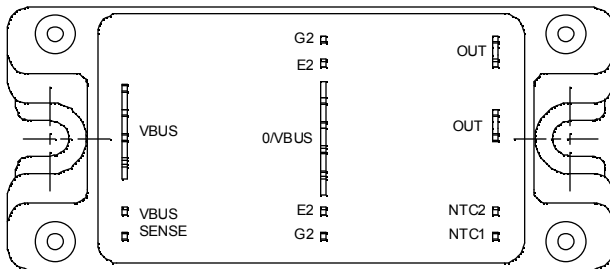 G2
OUT
E2
VBUS
0/VBUS
OUT
VBUS
SENSE
E2
G2
NTC2
NTC1